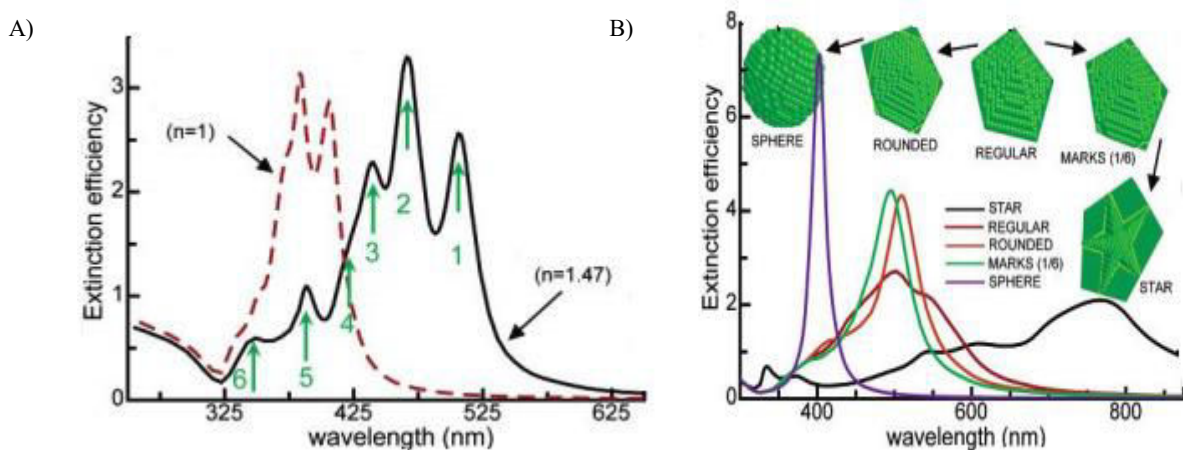 A)
Extinction efficiency
3
2
1
0
(n=1)
(n=1.47)
1
2
3
4
5
6
325
425
525
625
wavelength (nm)
B)
Extinction efficiency
8
6
4
2
0
SPHERE
ROUNDED
REGULAR
MARKS (1/6)
STAR
STAR
REGULAR
ROUNDED
MARKS (1/6)
SPHERE
400
600
800
wavelength (nm)